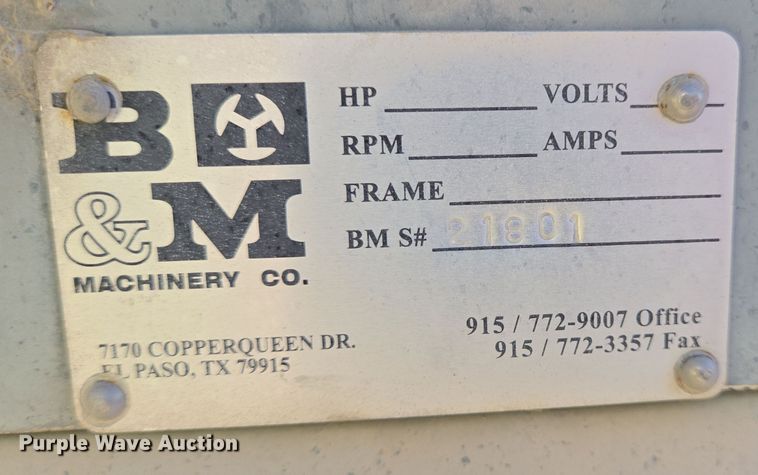 B
&M
MACHINERY CO.
7170 COPPERQUEEN DR.
EL PASO, TX 79915
HP VOLTS
RPM AMPS
FRAME
BM S# 21801
915 / 772-9007 Office
915 / 772-3357 Fax
Purple Wave Auction